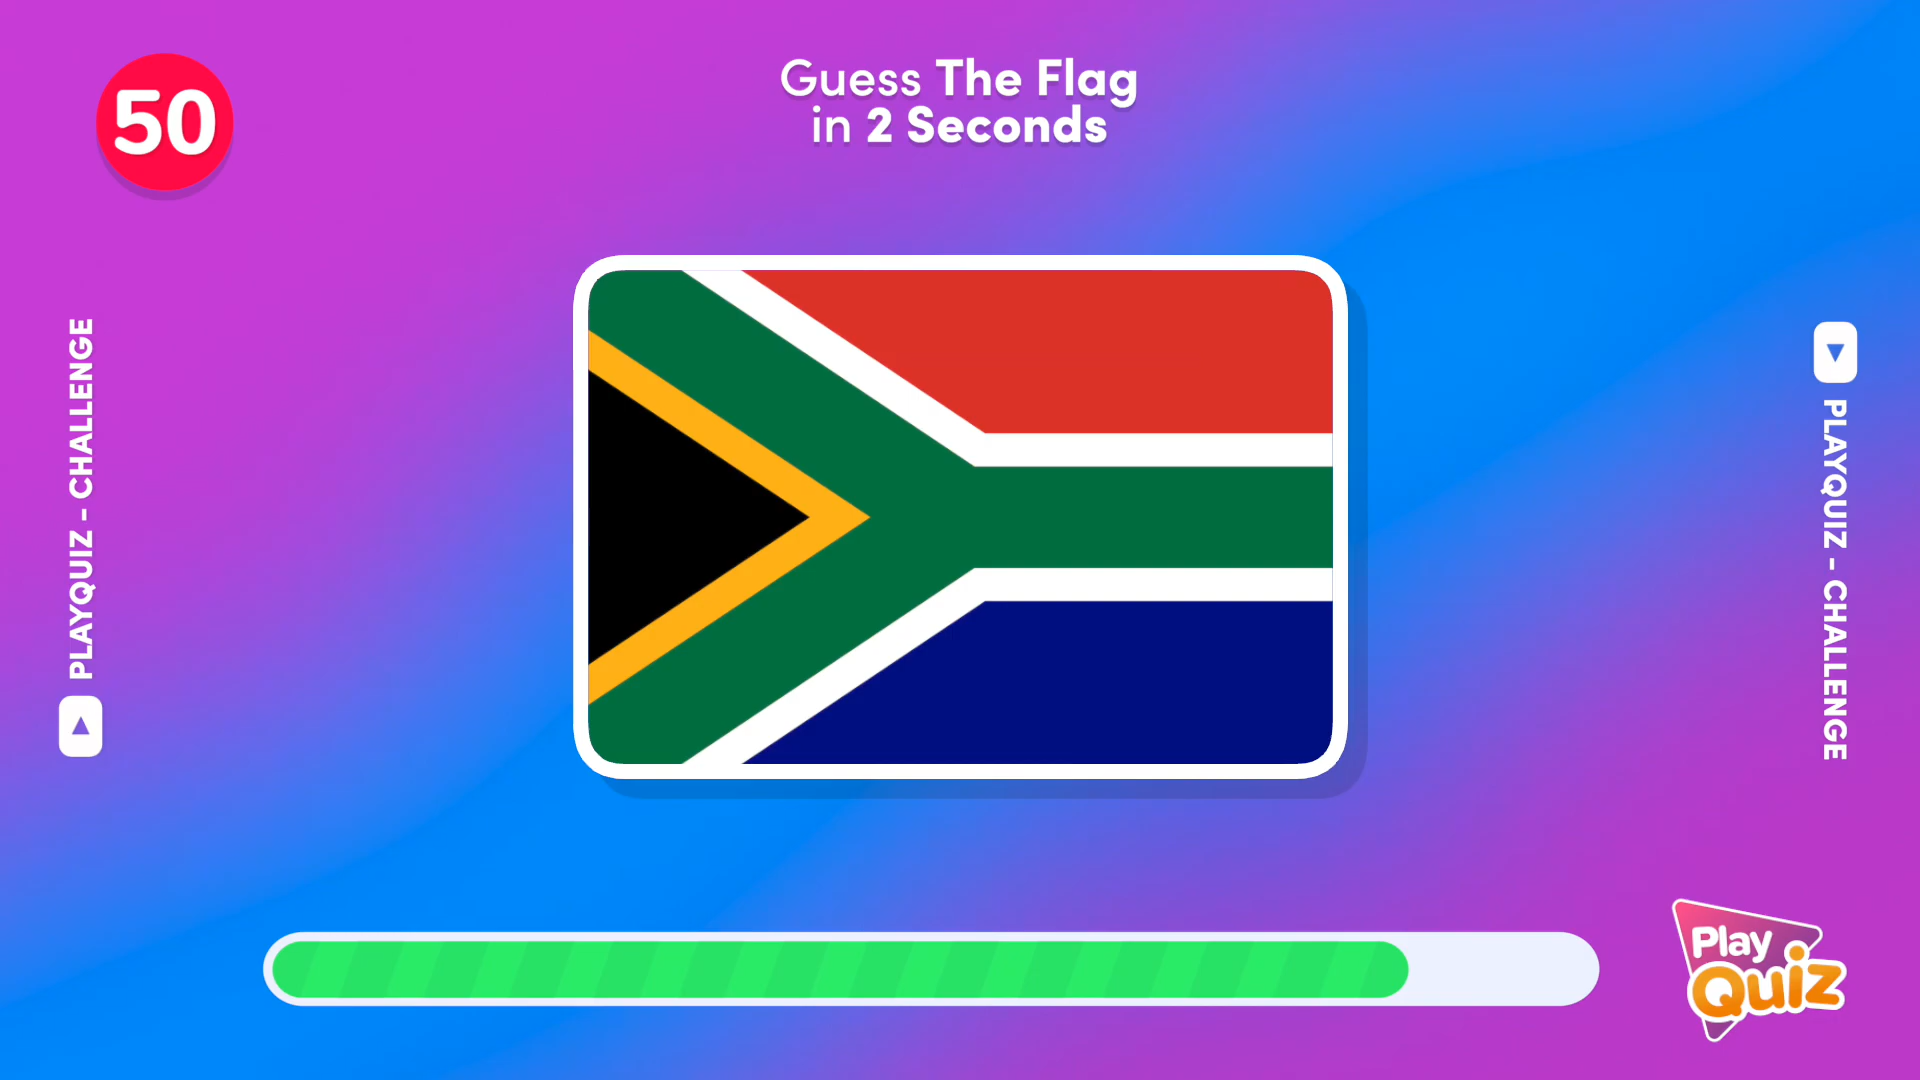 50
Guess The Flag
in 2 Seconds
PLAYQUIZ - CHALLENGE
PLAYQUIZ - CHALLENGE
Play
Quiz